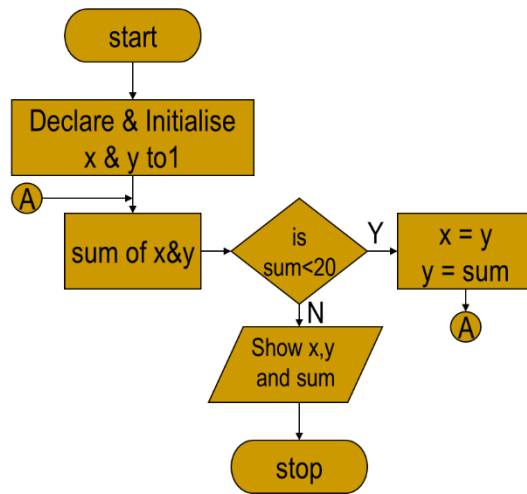 start
Declare & Initialise
x & y to1
A
sum of x&y
is
sum<20
Y
x = y
y = sum
A
N
Show x,y
and sum
stop